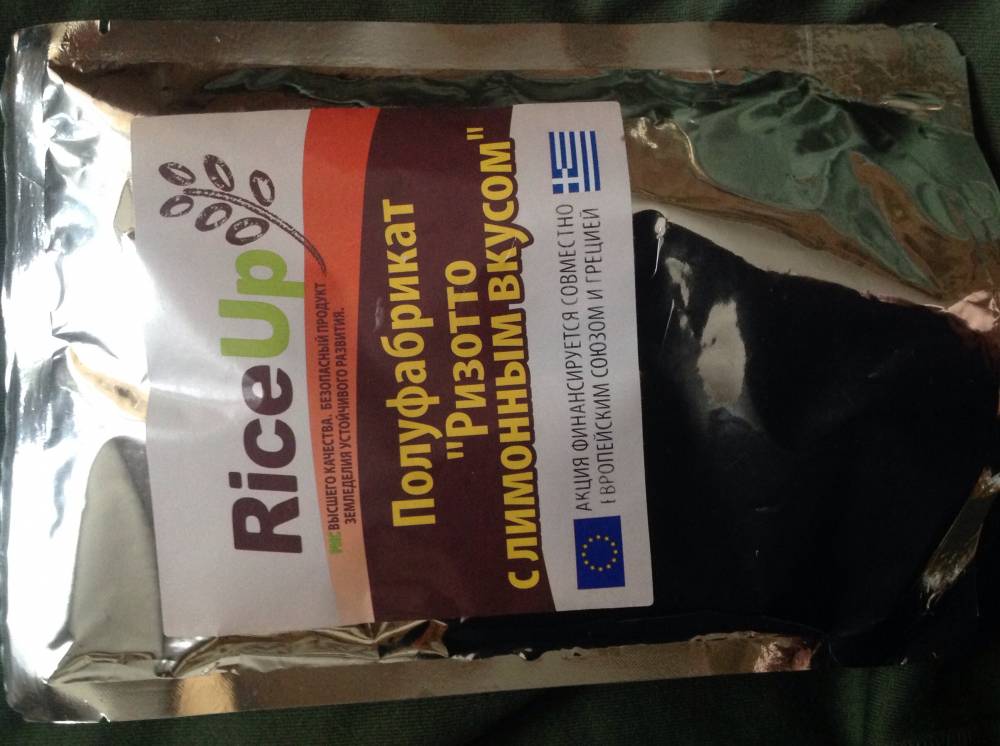 RiceUp
РИС ВЫСШЕГО КАЧЕСТВА. БЕЗОПАСНЫЙ ПРОДУКТ
ЗЕМЛЕДЕЛИЯ УСТОЙЧИВОГО РАЗВИТИЯ.
Полуфабрикат
"Ризотто
с лимонным вкусом"
АКЦИЯ ФИНАНСИРУЕТСЯ СОВМЕСТНО
ЕВРОПЕЙСКИМ СОЮЗОМ И ГРЕЦИЕЙ